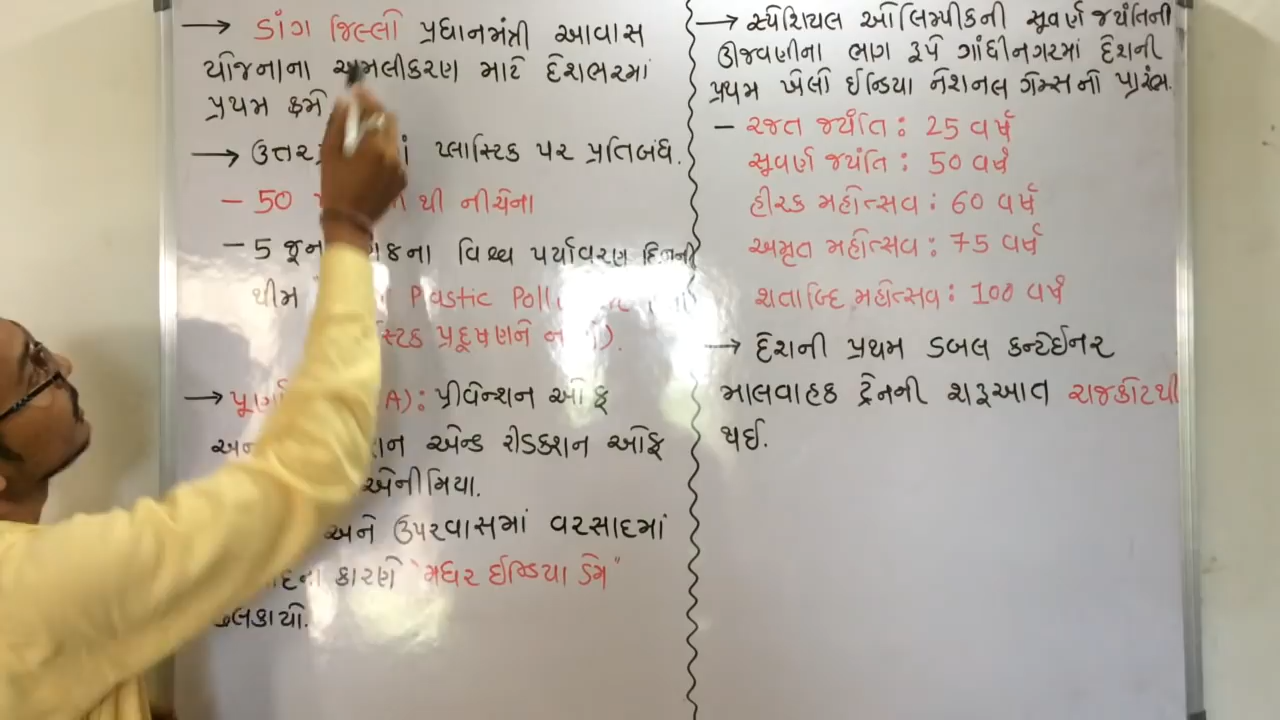 → ડાંગ જિલ્લો પ્રધાનમંત્રી આવાસ
યોજનાના અમલીકરણ માટે દેશભરમાં
પ્રથમ ક્રમે
→ ઉત્તર પ્લાસ્ટિક પર પ્રતિબંધ.
- 50 થી નીચેના
- 5 જૂન ના વિશ્વ પર્યાવરણ દિનની
થીમ Plastic
પ્રદૂષણને
→ A): પ્રીવેન્શન ઓફ
એન્ડ રીડક્શન ઓફ
એનીમિયા.
અને ઉપરવાસમાં વરસાદમાં
કારણે "મધર ઈન્ડિયા ડેમ"
છલકાયો.
→ સ્પેશિયલ ઓલિમ્પીકની સૂવર્ણ જયંતિની
ઊજવણીના ભાગ રૂપે ગાંધીનગરમાં દેશની
પ્રથમ ખેલો ઈન્ડિયા નેશનલ ગેમ્સનો પ્રારંભ.
- રજત જયંતિ : 25 વર્ષ
સૂવર્ણ જયંતિ : 50 વર્ષ
હીરક મહોત્સવ : 60 વર્ષ
અમૃત મહોત્સવ : 75 વર્ષ
શતાબ્દિ મહોત્સવ : 100 વર્ષ
→ દેશની પ્રથમ ડબલ કન્ટેઈનર
માલવાહક ટ્રેનની શરૂઆત રાજકોટથી
થઈ.